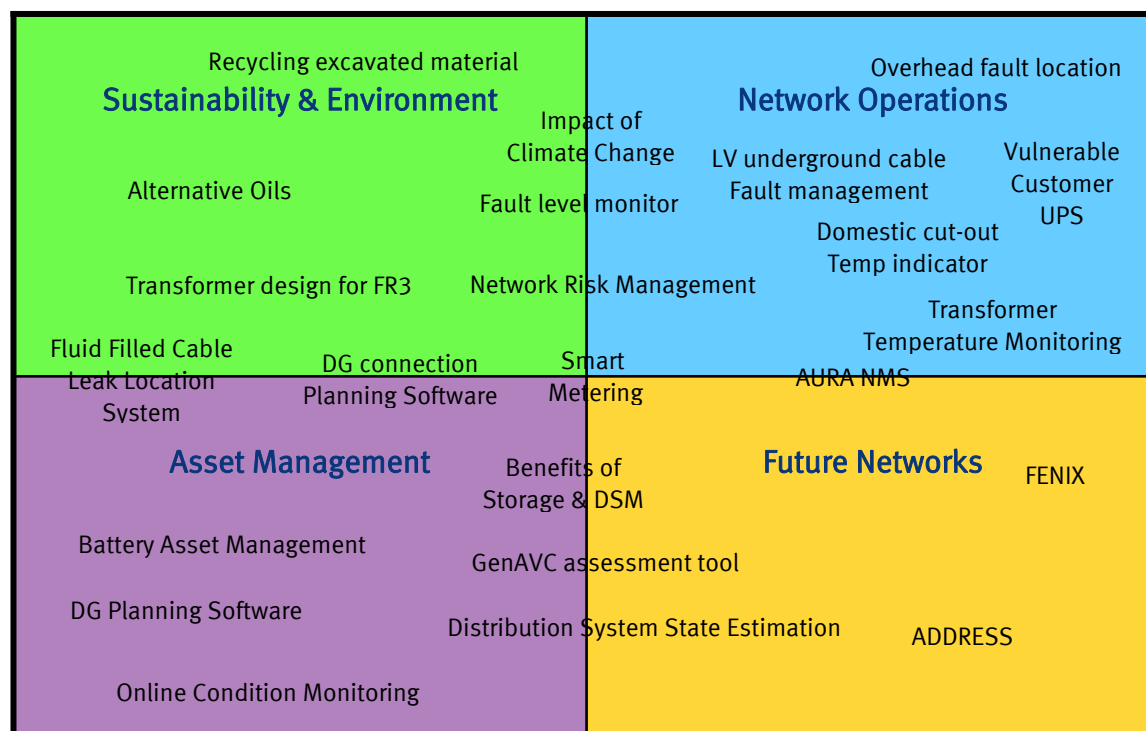 Recycling excavated material
Sustainability & Environment
Impact of
Climate Change
Alternative Oils
Fault level monitor
Transformer design for FR3
Network Risk Management
Fluid Filled Cable
Leak Location
System
DG connection
Planning Software
Smart
Metering
Overhead fault location
Network Operations
LV underground cable
Fault management
Vulnerable
Customer
UPS
Domestic cut-out
Temp indicator
Transformer
Temperature Monitoring
AURA NMS
Asset Management
Benefits of
Storage & DSM
Battery Asset Management
GenAVC assessment tool
DG Planning Software
Distribution System State Estimation
Online Condition Monitoring
Future Networks
FENIX
ADDRESS